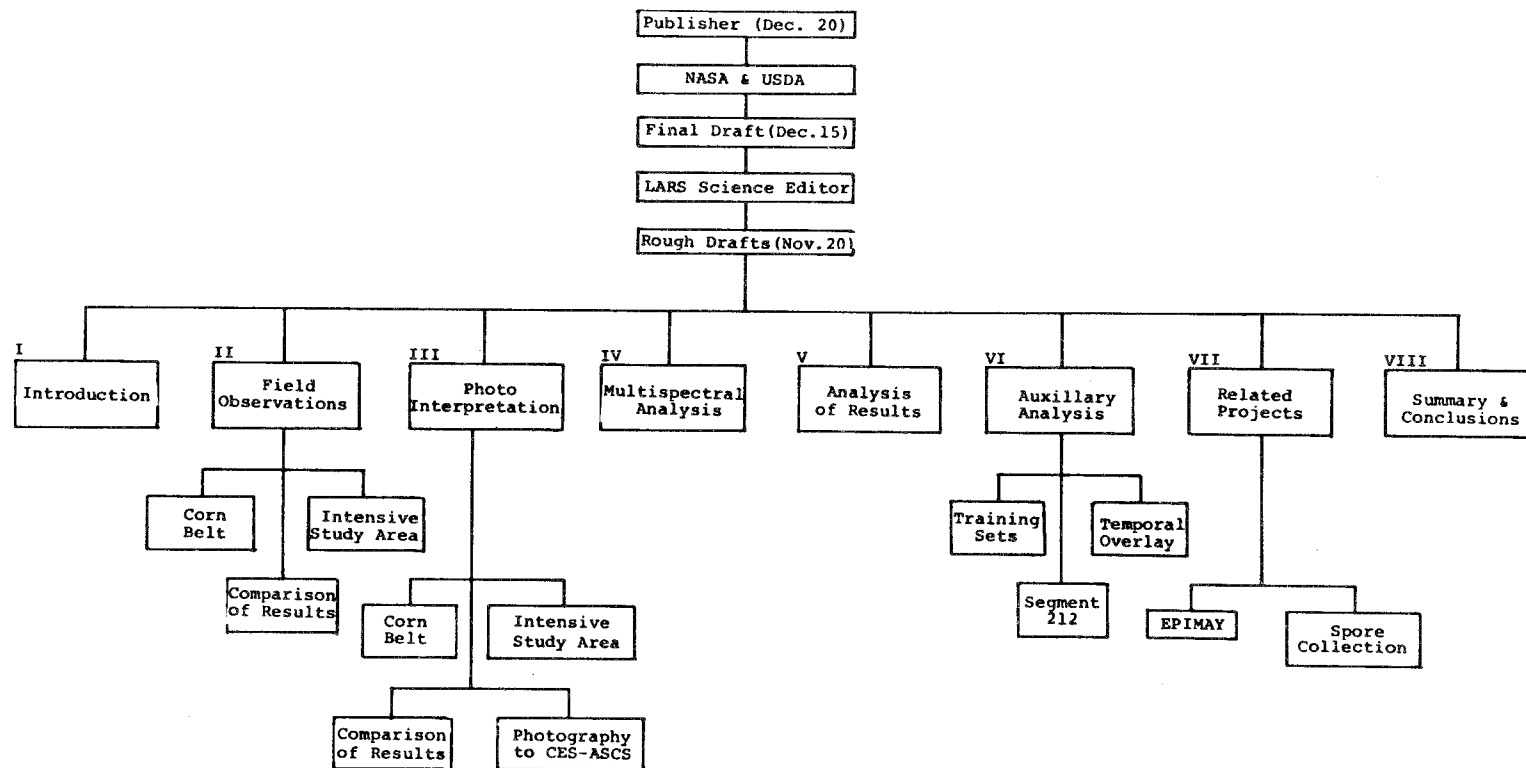 Publisher (Dec. 20)
NASA & USDA
Final Draft(Dec.15)
LARS Science Editor
Rough Drafts(Nov.20)
I
Introduction
II
Field
Observations
III
Photo
Interpretation
IV
Multispectral
Analysis
V
Analysis
of Results
VI
Auxillary
Analysis
VII
Related
Projects
VIII
Summary &
Conclusions
Corn
Belt
Intensive
Study Area
Comparison
of Results
Corn
Belt
Intensive
Study Area
Comparison
of Results
Photography
to CES-ASCS
Training
Sets
Temporal
Overlay
Segment
212
EPIMAY
Spore
Collection